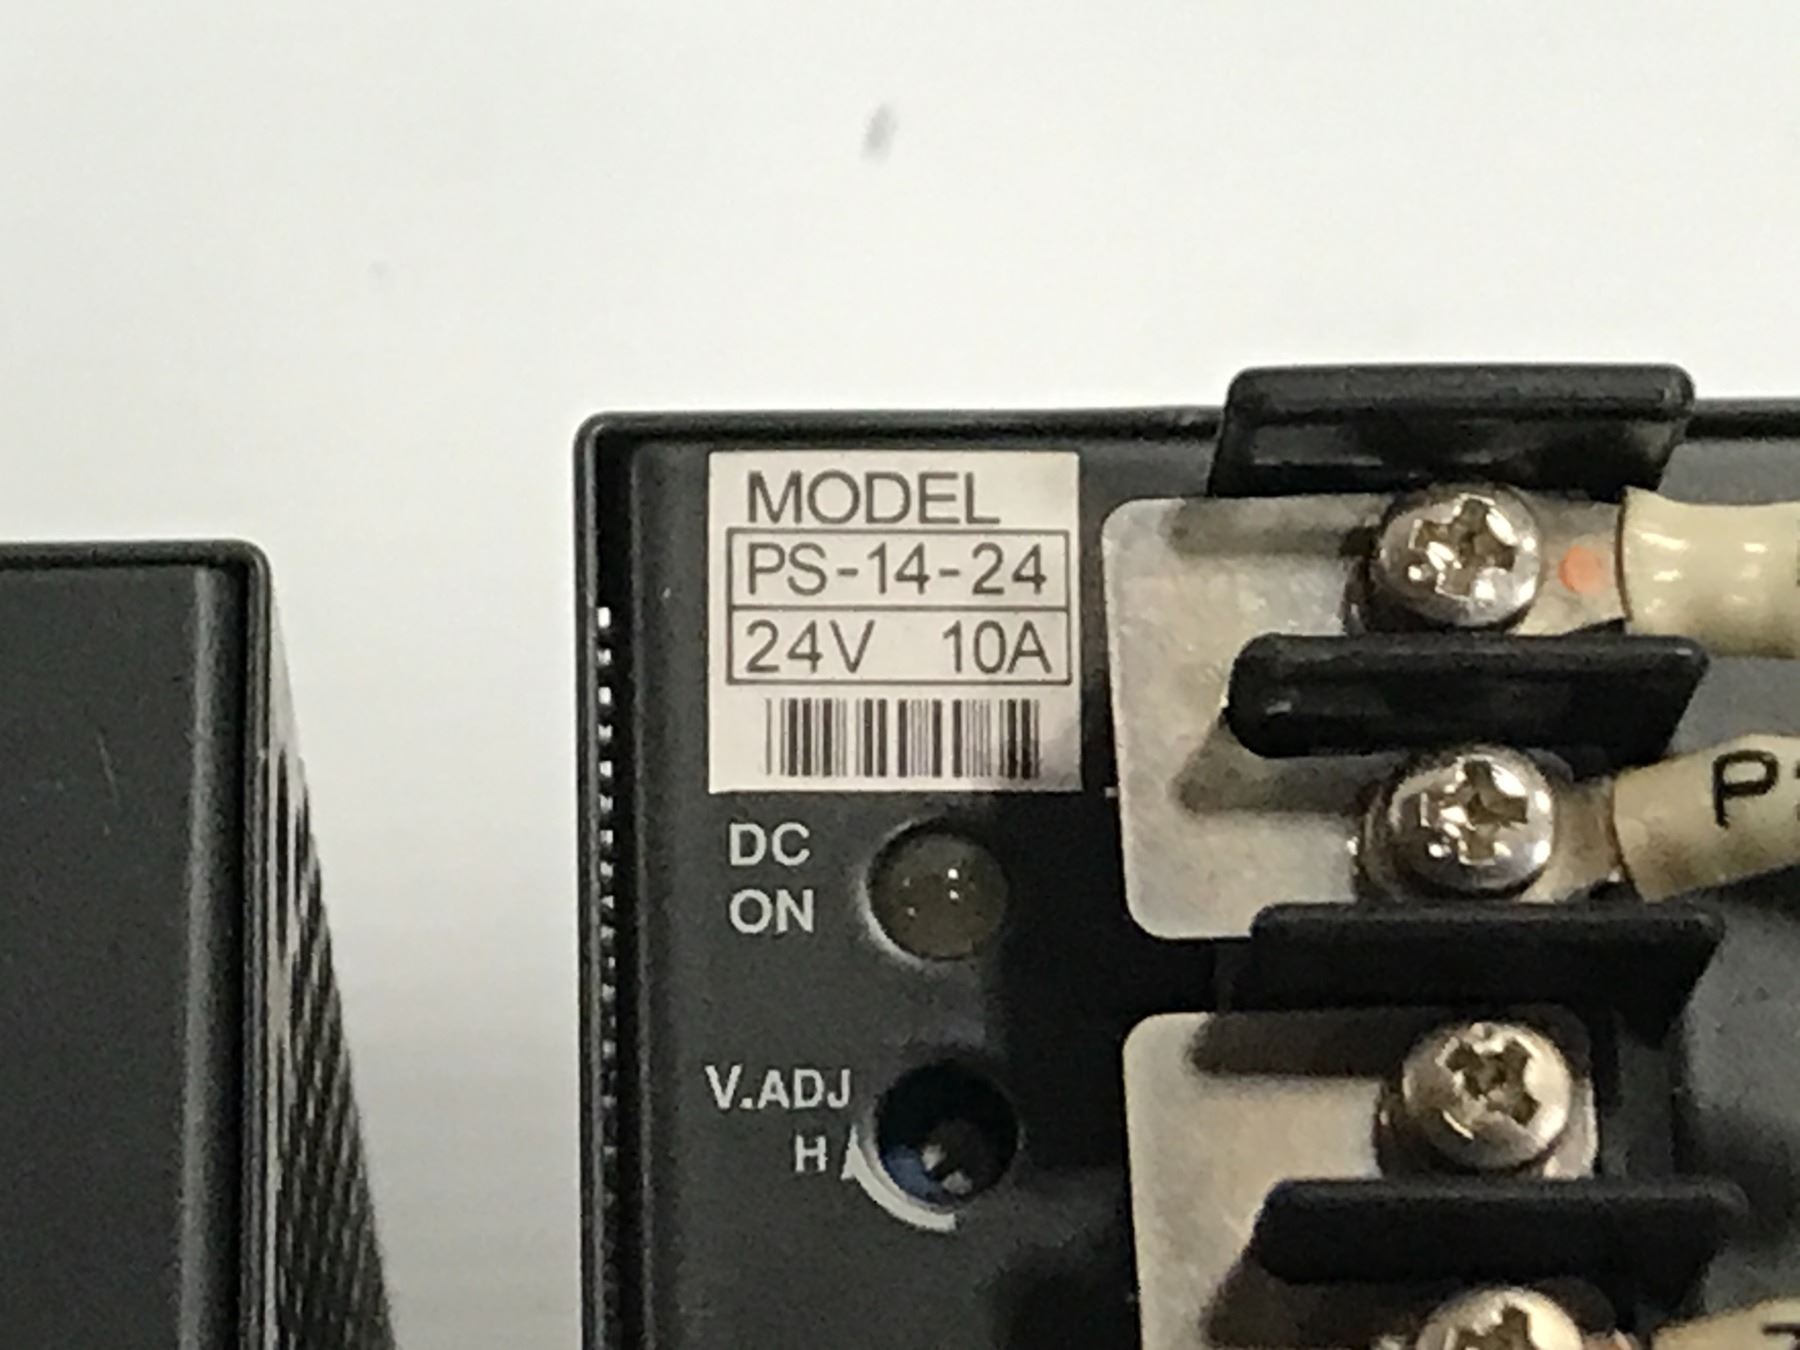 MODEL
PS-14-24
24V 10A
DC
ON
V.ADJ
H